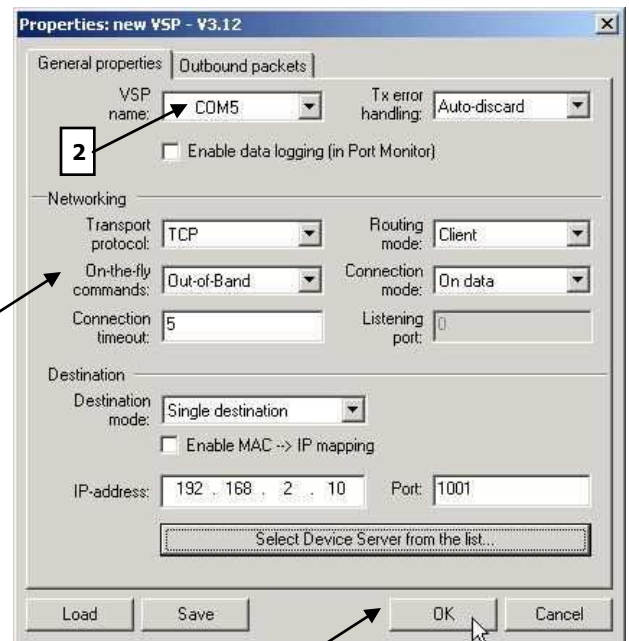 Properties: new VSP - V3.12
General properties
Outbound packets
VSP name: COM5
Tx error handling: Auto-discard
2
Enable data logging (in Port Monitor)
Networking
Transport protocol: TCP
Routing mode: Client
On-the-fly commands: Out-of-Band
Connection mode: On data
Connection timeout: 5
Listening port: 0
Destination
Destination mode: Single destination
Enable MAC --> IP mapping
IP-address: 192 . 168 . 2 . 10
Port: 1001
Select Device Server from the list...
Load
Save
OK
Cancel